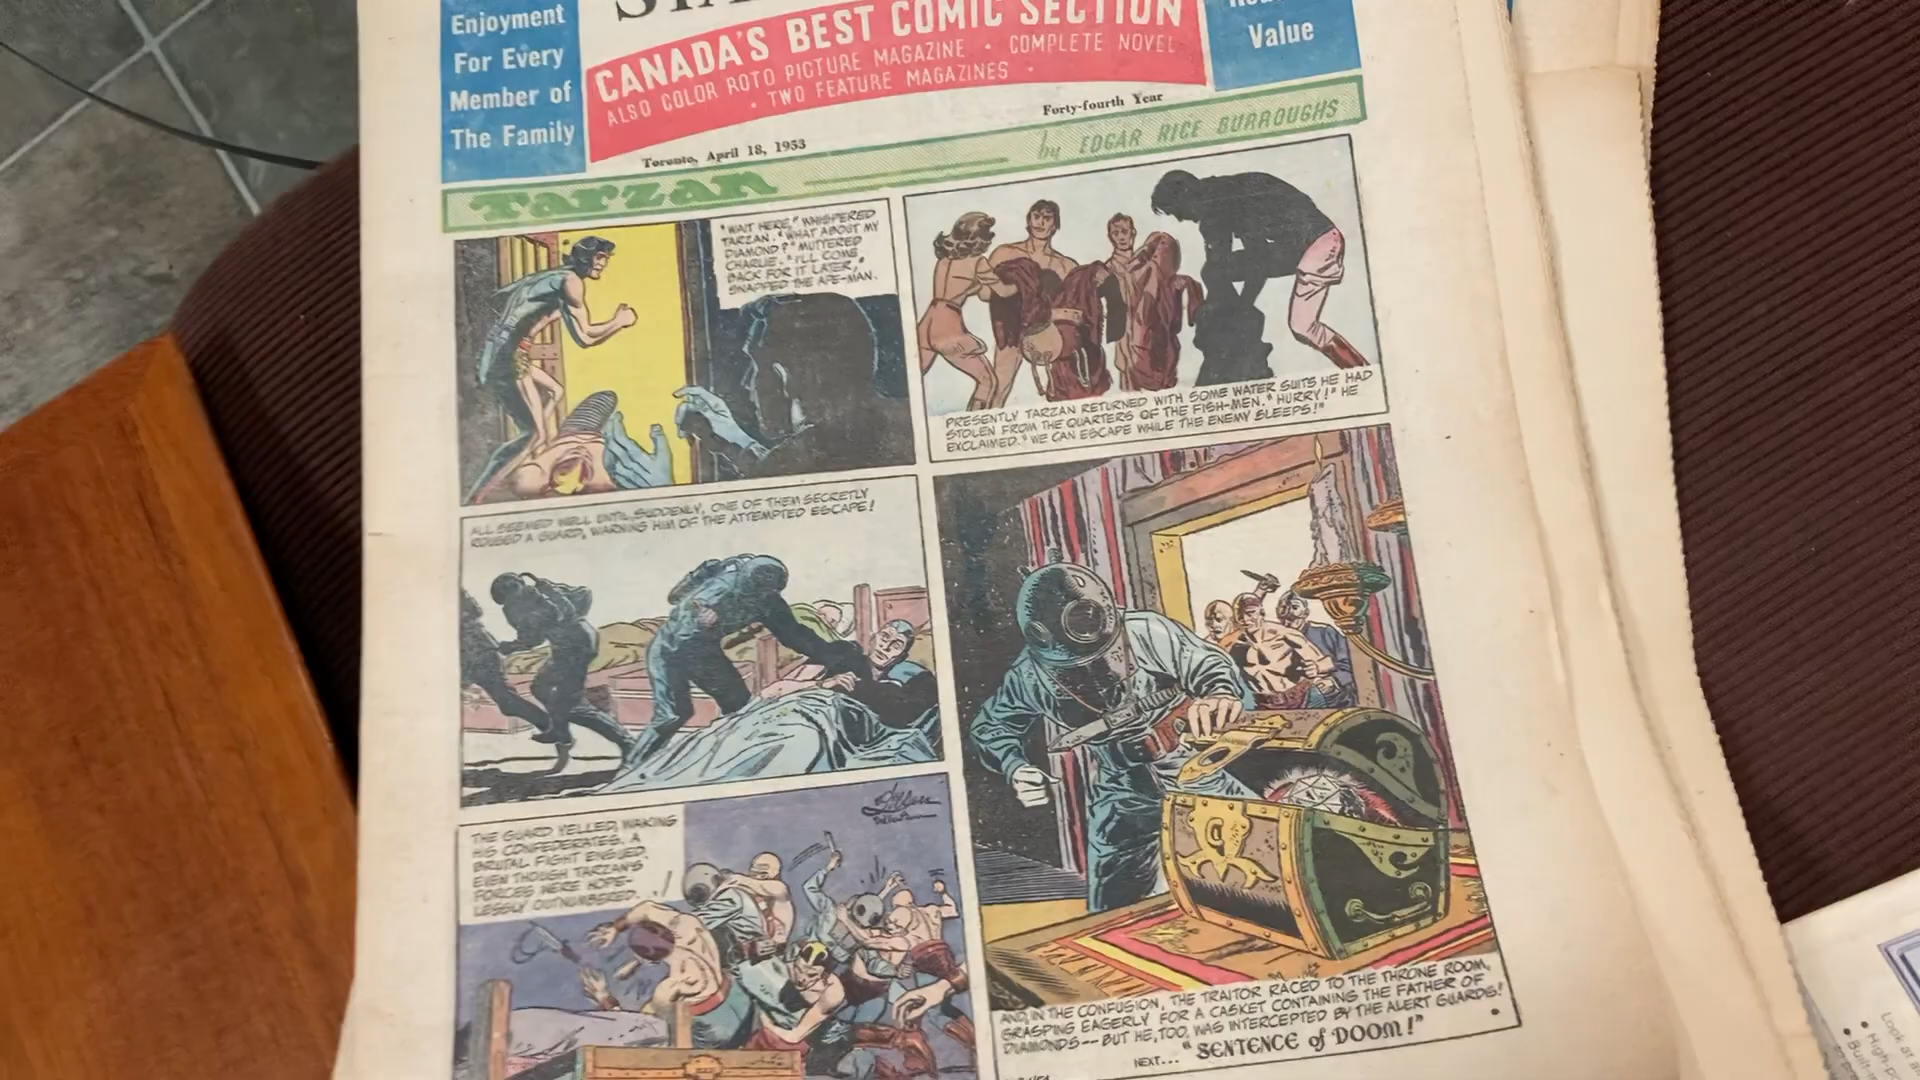 Enjoyment
For Every
Member of
The Family
CANADA'S BEST COMIC SECTION
ALSO COLOR ROTO PICTURE MAGAZINE • COMPLETE NOVEL
• TWO FEATURE MAGAZINES •
Value
Toronto, April 18, 1953
Forty-fourth Year
Tarzan
by EDGAR RICE BURROUGHS
"WAIT HERE," WHISPERED
TARZAN. "WHAT ABOUT MY
DIAMOND?" MUTTERED
CHARLIE. "I'LL COME
BACK FOR IT LATER,"
SNAPPED THE APE-MAN.
PRESENTLY TARZAN RETURNED WITH SOME WATER SUITS HE HAD
STOLEN FROM THE QUARTERS OF THE FISH-MEN. "HURRY!" HE
EXCLAIMED. "WE CAN ESCAPE WHILE THE ENEMY SLEEPS!"
ALL SEEMED WELL UNTIL SUDDENLY, ONE OF THEM SECRETLY
ROUSED A GUARD, WARNING HIM OF THE ATTEMPTED ESCAPE!
THE GUARD YELLED, WAKING
HIS CONFEDERATES. A
BRUTAL FIGHT ENSUED,
EVEN THOUGH TARZAN'S
FORCES WERE HOPE-
LESSLY OUTNUMBERED.
AND, IN THE CONFUSION, THE TRAITOR RACED TO THE THRONE ROOM,
GRASPING EAGERLY FOR A CASKET CONTAINING THE FATHER OF
DIAMONDS -- BUT HE, TOO, WAS INTERCEPTED BY THE ALERT GUARDS!
NEXT... "SENTENCE of DOOM!"
Look at
• High-p
• Built-in